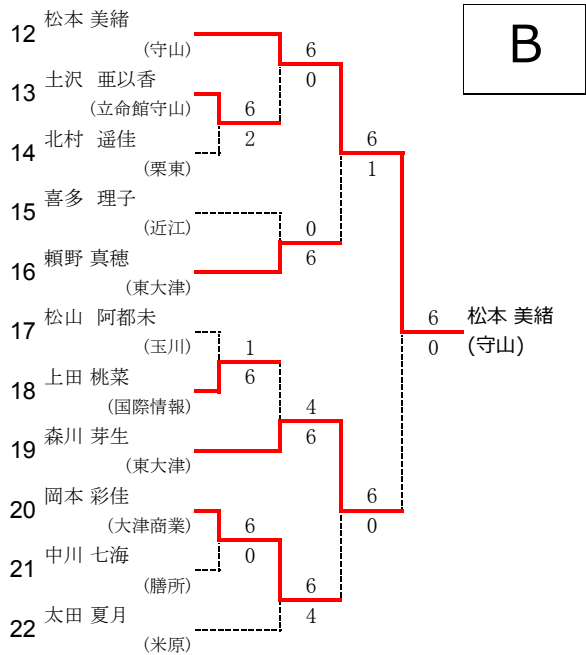 B
12 松本 美緒
(守山)
13 土沢 亜以香
(立命館守山)
14 北村 遥佳
(栗東)
15 喜多 理子
(近江)
16 頼野 真穂
(東大津)
17 松山 阿都未
(玉川)
18 上田 桃菜
(国際情報)
19 森川 芽生
(東大津)
20 岡本 彩佳
(大津商業)
21 中川 七海
(膳所)
22 太田 夏月
(米原)
6
2
1
6
6
0
6
0
0
6
4
6
6
4
6
1
6
0
6
0
松本 美緒
(守山)